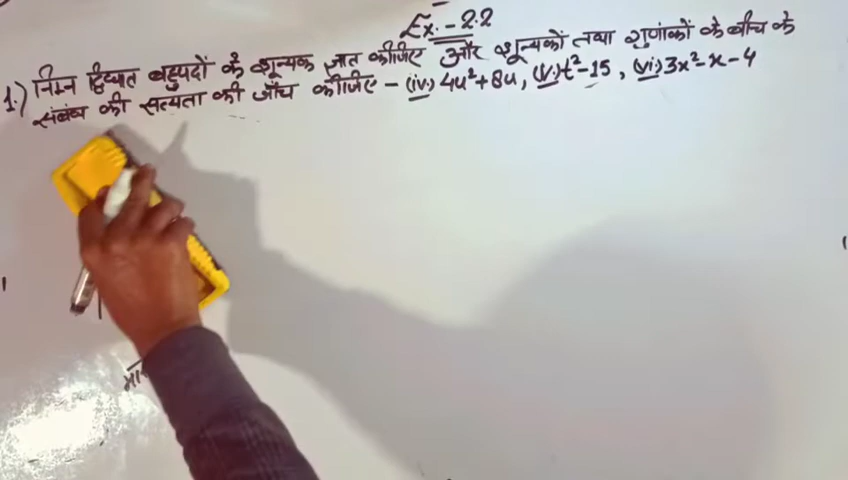 Ex. - 2.2
1.) निम्न द्विघात बहुपदों के शून्यक ज्ञात कीजिए और शून्यकों तथा गुणांकों के बीच के
संबंध की सत्यता की जाँच कीजिए - (iv.) 4u²+8u, (v.) t²-15, (vi.) 3x²-x-4